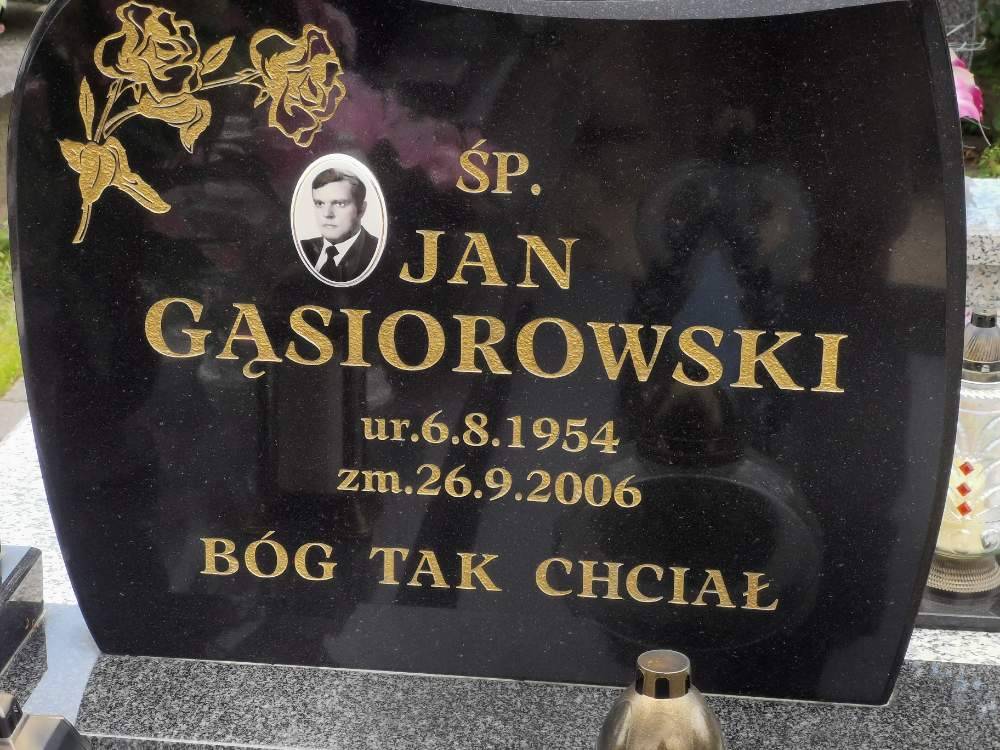 ŚP.
JAN
GĄSIOROWSKI
ur.6.8.1954
zm.26.9.2006
BÓG TAK CHCIAŁ